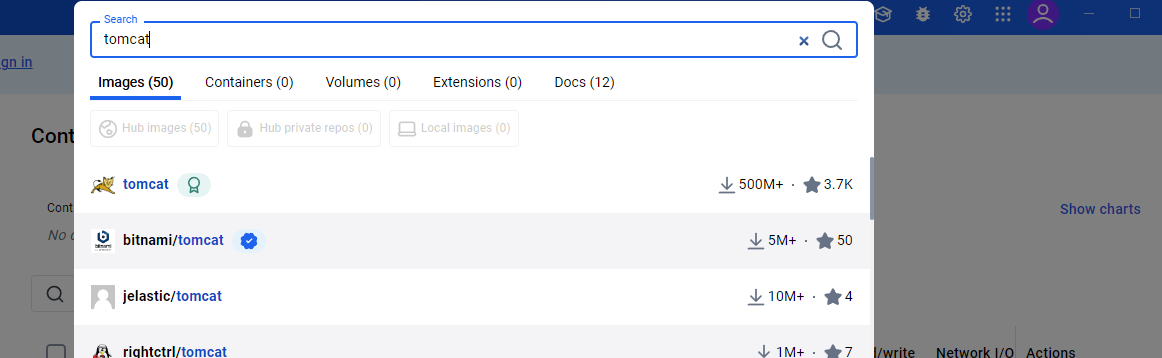 Search
tomcat
gn in
Images (50) Containers (0) Volumes (0) Extensions (0) Docs (12)
Hub images (50) Hub private repos (0) Local images (0)
Cont
tomcat 500M+ · 3.7K
Cont
Show charts
No c
bitnami
bitnami/tomcat 5M+ · 50
jelastic/tomcat 10M+ · 4
rightctrl/tomcat 1M+ · 7
l/write Network I/O Actions